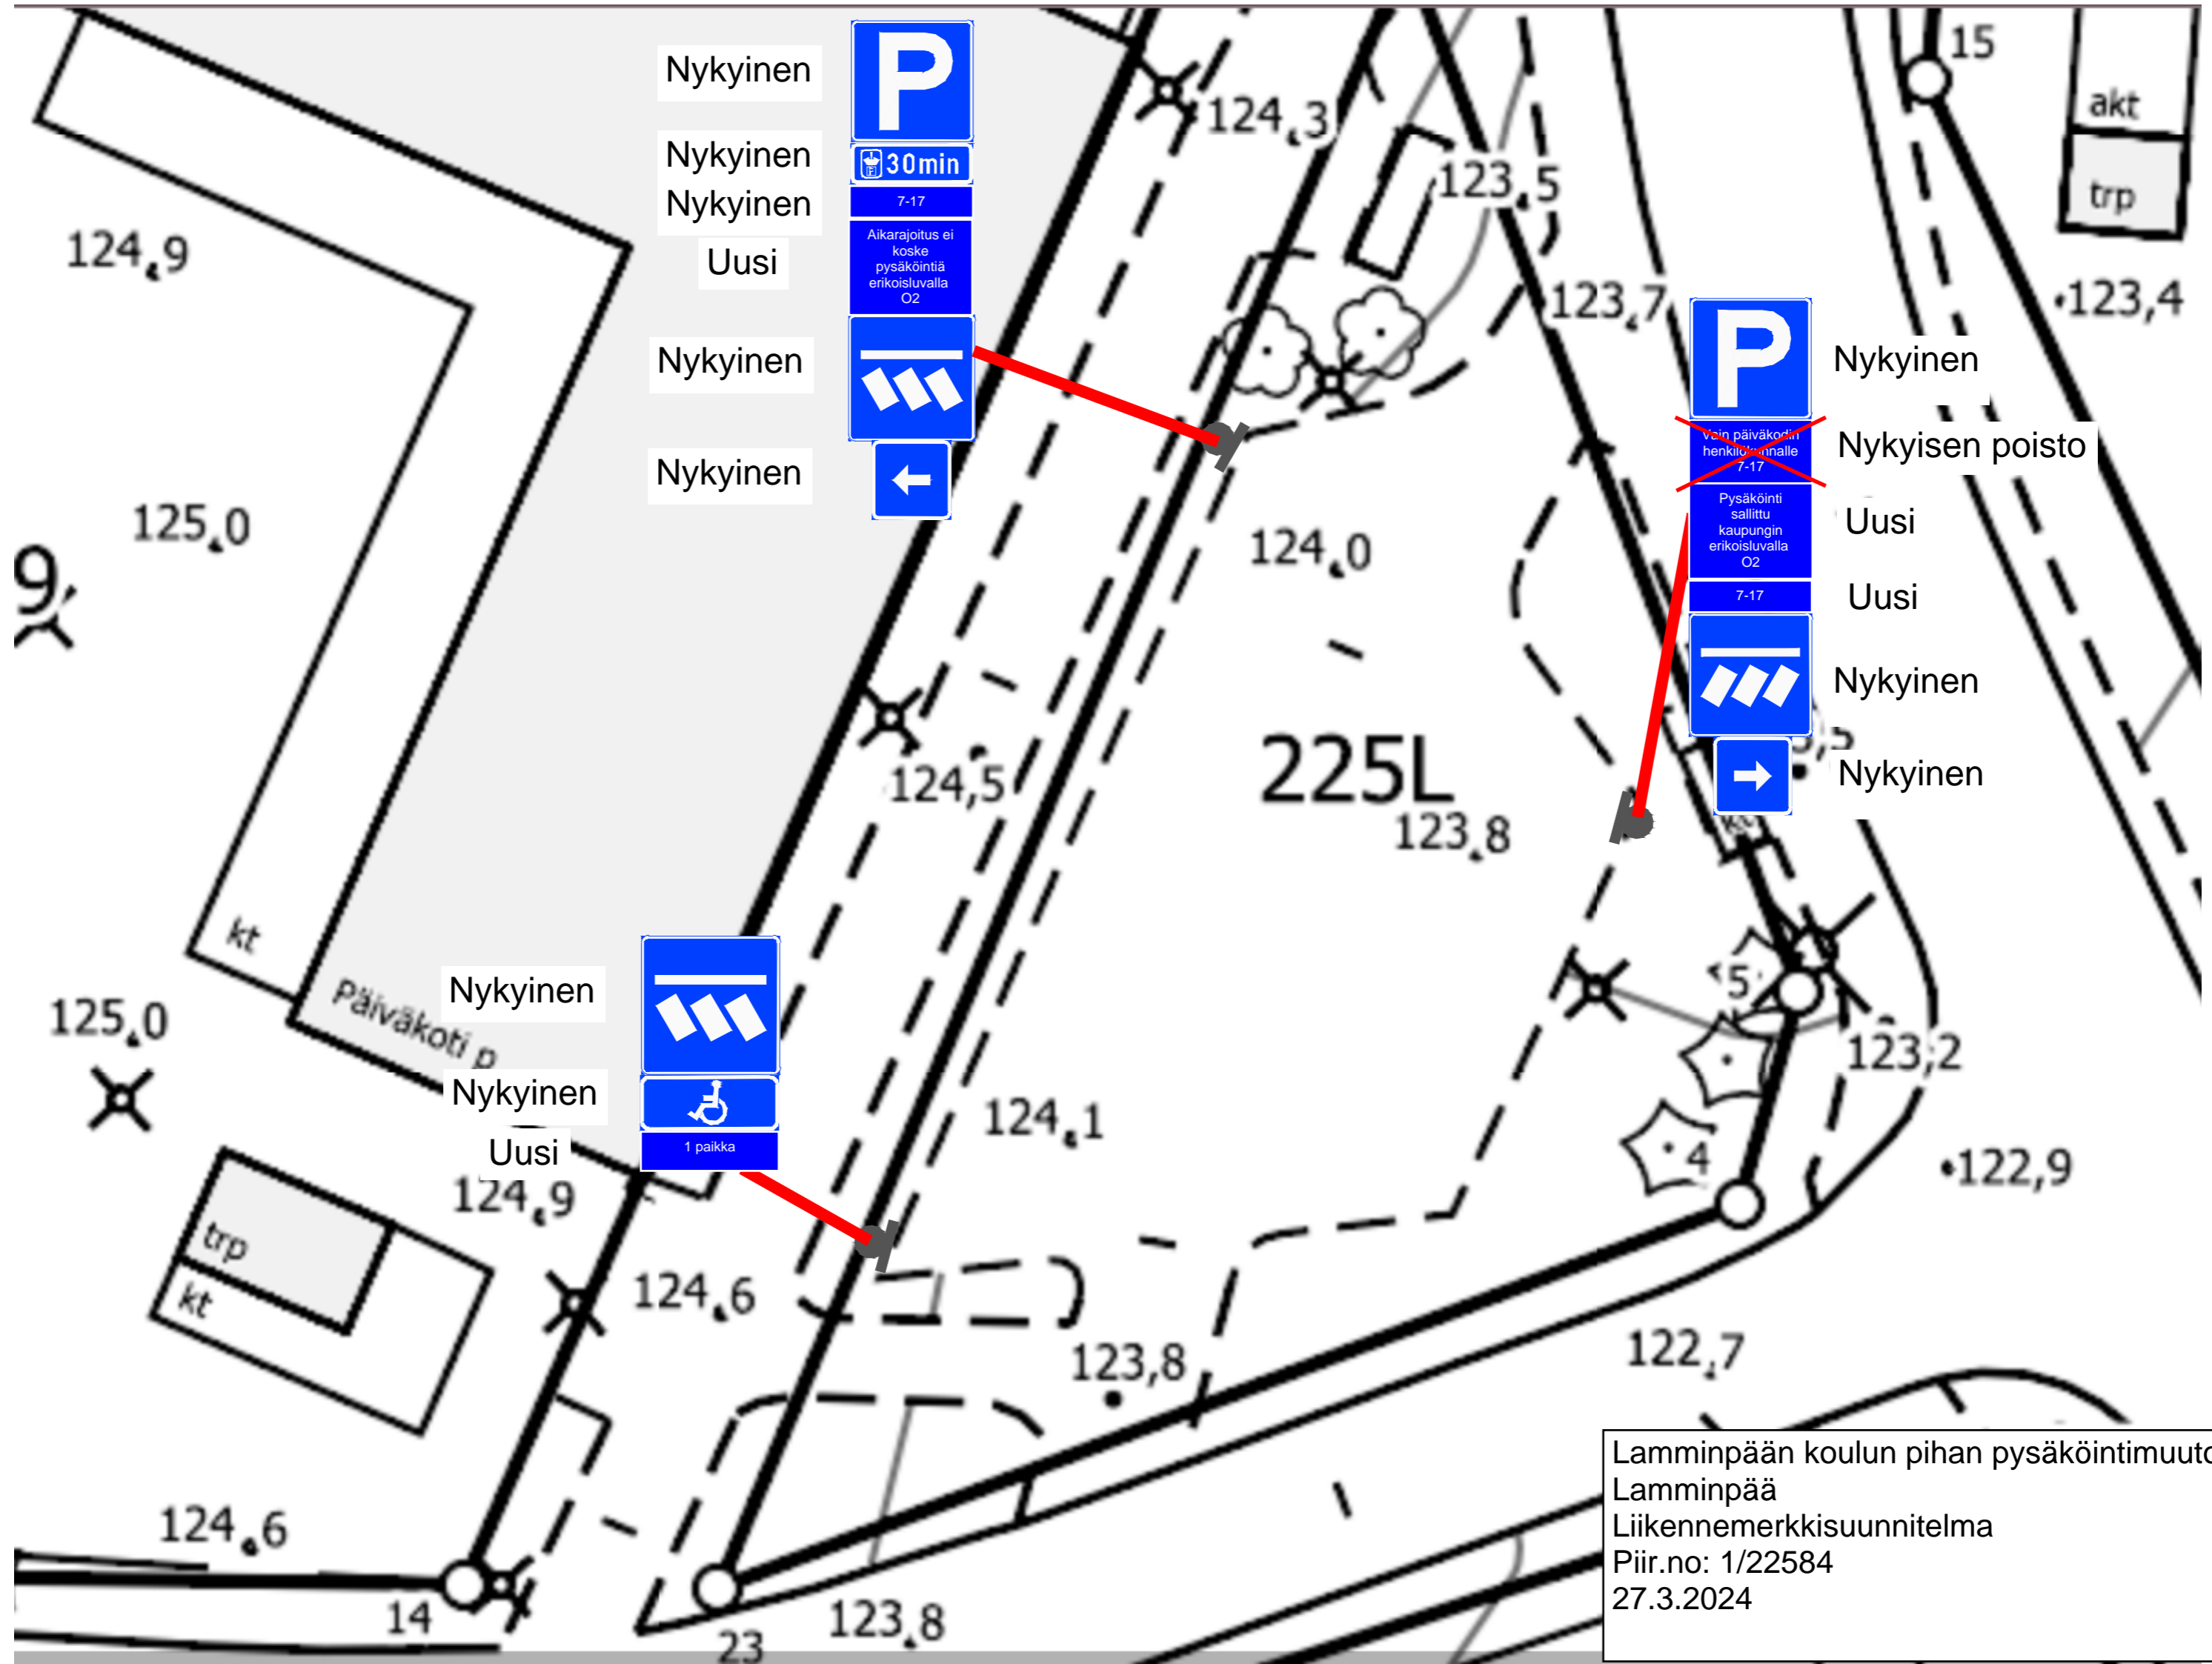 15
akt
trp
Nykyinen
P
124,3
Nykyinen
30min
123,5
Nykyinen
7-17
124,9
Uusi
Aikarajoitus ei
koske
pysäköintiä
erikoisluvalla
O2
123,7
123,4
Nykyinen
P
Nykyinen
Nykyinen
Vain päiväkodin
henkilökunnalle
7-17
Nykyisen poisto
125,0
124,0
Pysäköinti
sallittu
kaupungin
erikoisluvalla
O2
Uusi
9
7-17
Uusi
Nykyinen
124,5
225L
123,8
Nykyinen
kt
kt
Päiväkoti p
Nykyinen
125,0
5
123,2
Nykyinen
124,1
Uusi
1 paikka
4
122,9
124,9
trp
kt
124,6
123,8
122,7
Lamminpään koulun pihan pysäköintimuuto
Lamminpää
Liikennemerkkisuunnitelma
Piir.no: 1/22584
27.3.2024
124,6
14
23
123,8